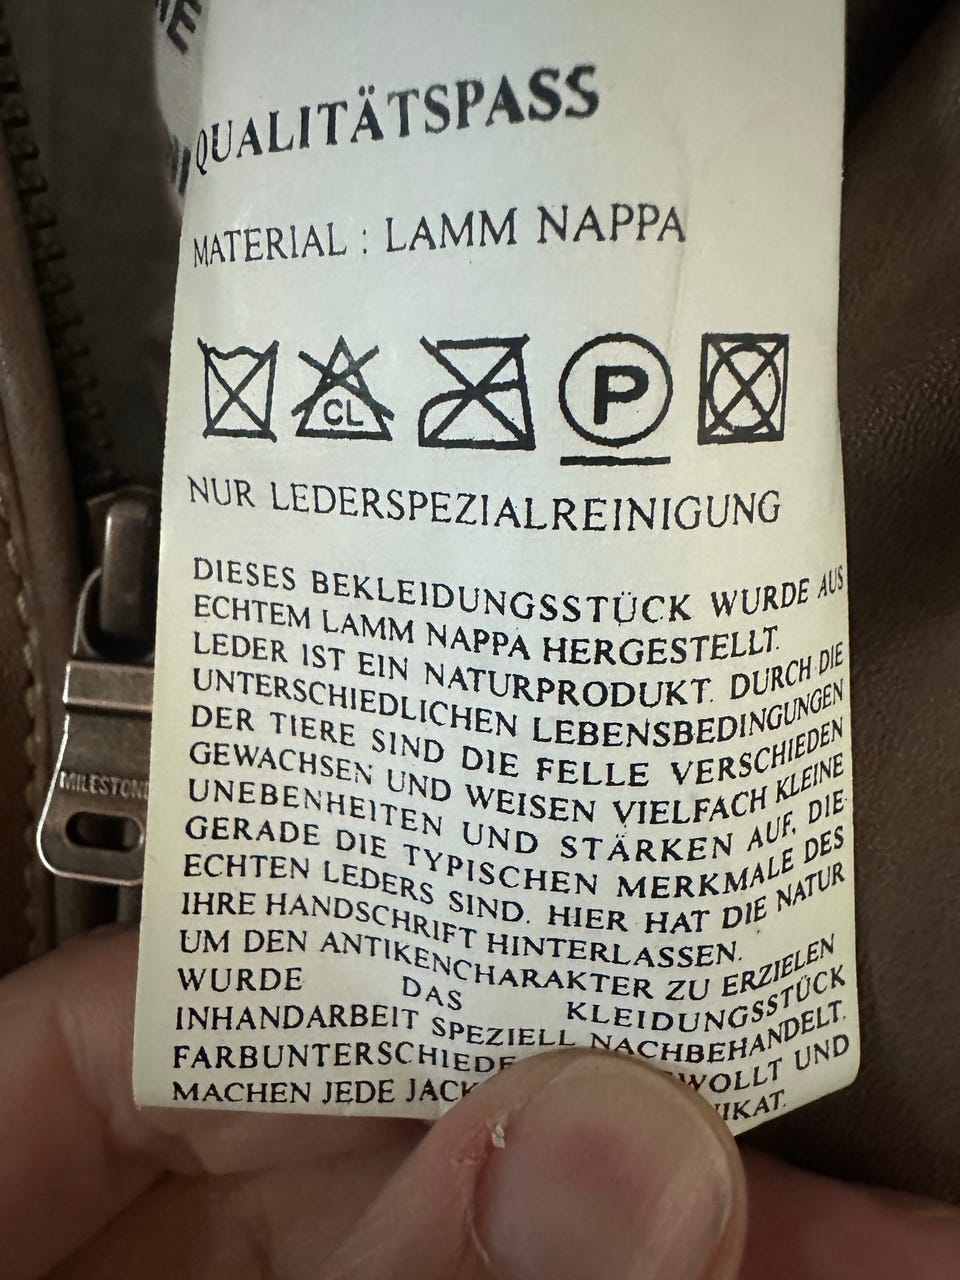 QUALITÄTSPASS
MATERIAL : LAMM NAPPA
CL P
NUR LEDERSPEZIALREINIGUNG
DIESES BEKLEIDUNGSSTÜCK WURDE AUS
ECHTEM LAMM NAPPA HERGESTELLT.
LEDER IST EIN NATURPRODUKT. DURCH DIE
UNTERSCHIEDLICHEN LEBENSBEDINGUNGEN
DER TIERE SIND DIE FELLE VERSCHIEDEN
GEWACHSEN UND WEISEN VIELFACH KLEINE
UNEBENHEITEN UND STÄRKEN AUF, DIE
GERADE DIE TYPISCHEN MERKMALE DES
ECHTEN LEDERS SIND. HIER HAT DIE NATUR
IHRE HANDSCHRIFT HINTERLASSEN.
UM DEN ANTIKENCHARAKTER ZU ERZIELEN
WURDE DAS KLEIDUNGSSTÜCK
INHANDARBEIT SPEZIELL NACHBEHANDELT.
FARBUNTERSCHIEDE UND
MACHEN JEDE
MILESTONE